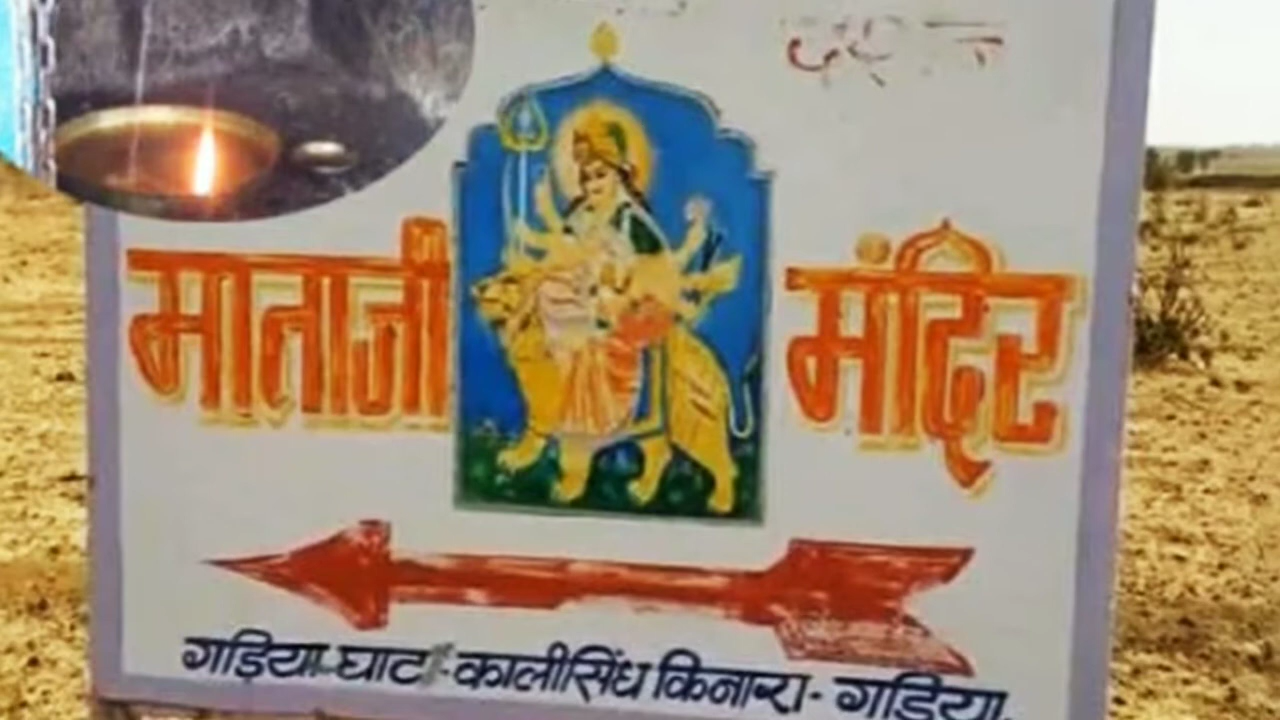 माताजी मंदिर
गड़िया घाट - कालीसिंध किनारा - गड़िया